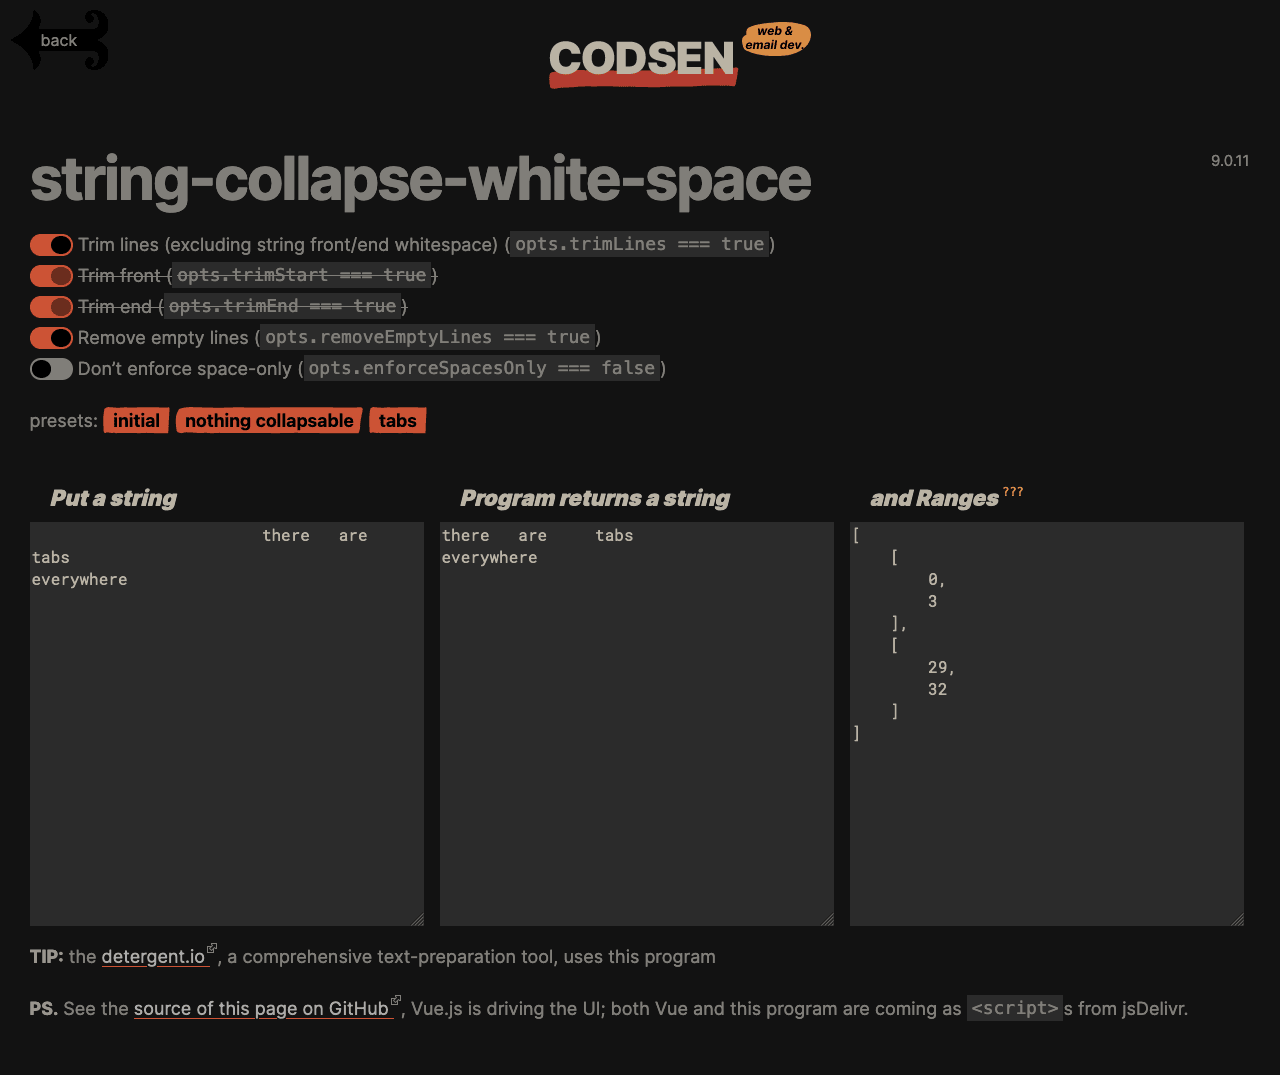 back
CODSEN
web &
email dev.
string-collapse-white-space
9.0.11
Trim lines (excluding string front/end whitespace) (opts.trimLines === true)
Trim front (opts.trimStart === true)
Trim end (opts.trimEnd === true)
Remove empty lines (opts.removeEmptyLines === true)
Don’t enforce space-only (opts.enforceSpacesOnly === false)
presets: initial nothing collapsable tabs
Put a string
there are
tabs
everywhere
Program returns a string
there are tabs
everywhere
and Ranges ???
[
[
0,
3
],
[
29,
32
]
]
TIP: the detergent.io, a comprehensive text-preparation tool, uses this program
PS. See the source of this page on GitHub, Vue.js is driving the UI; both Vue and this program are coming as <script>s from jsDelivr.